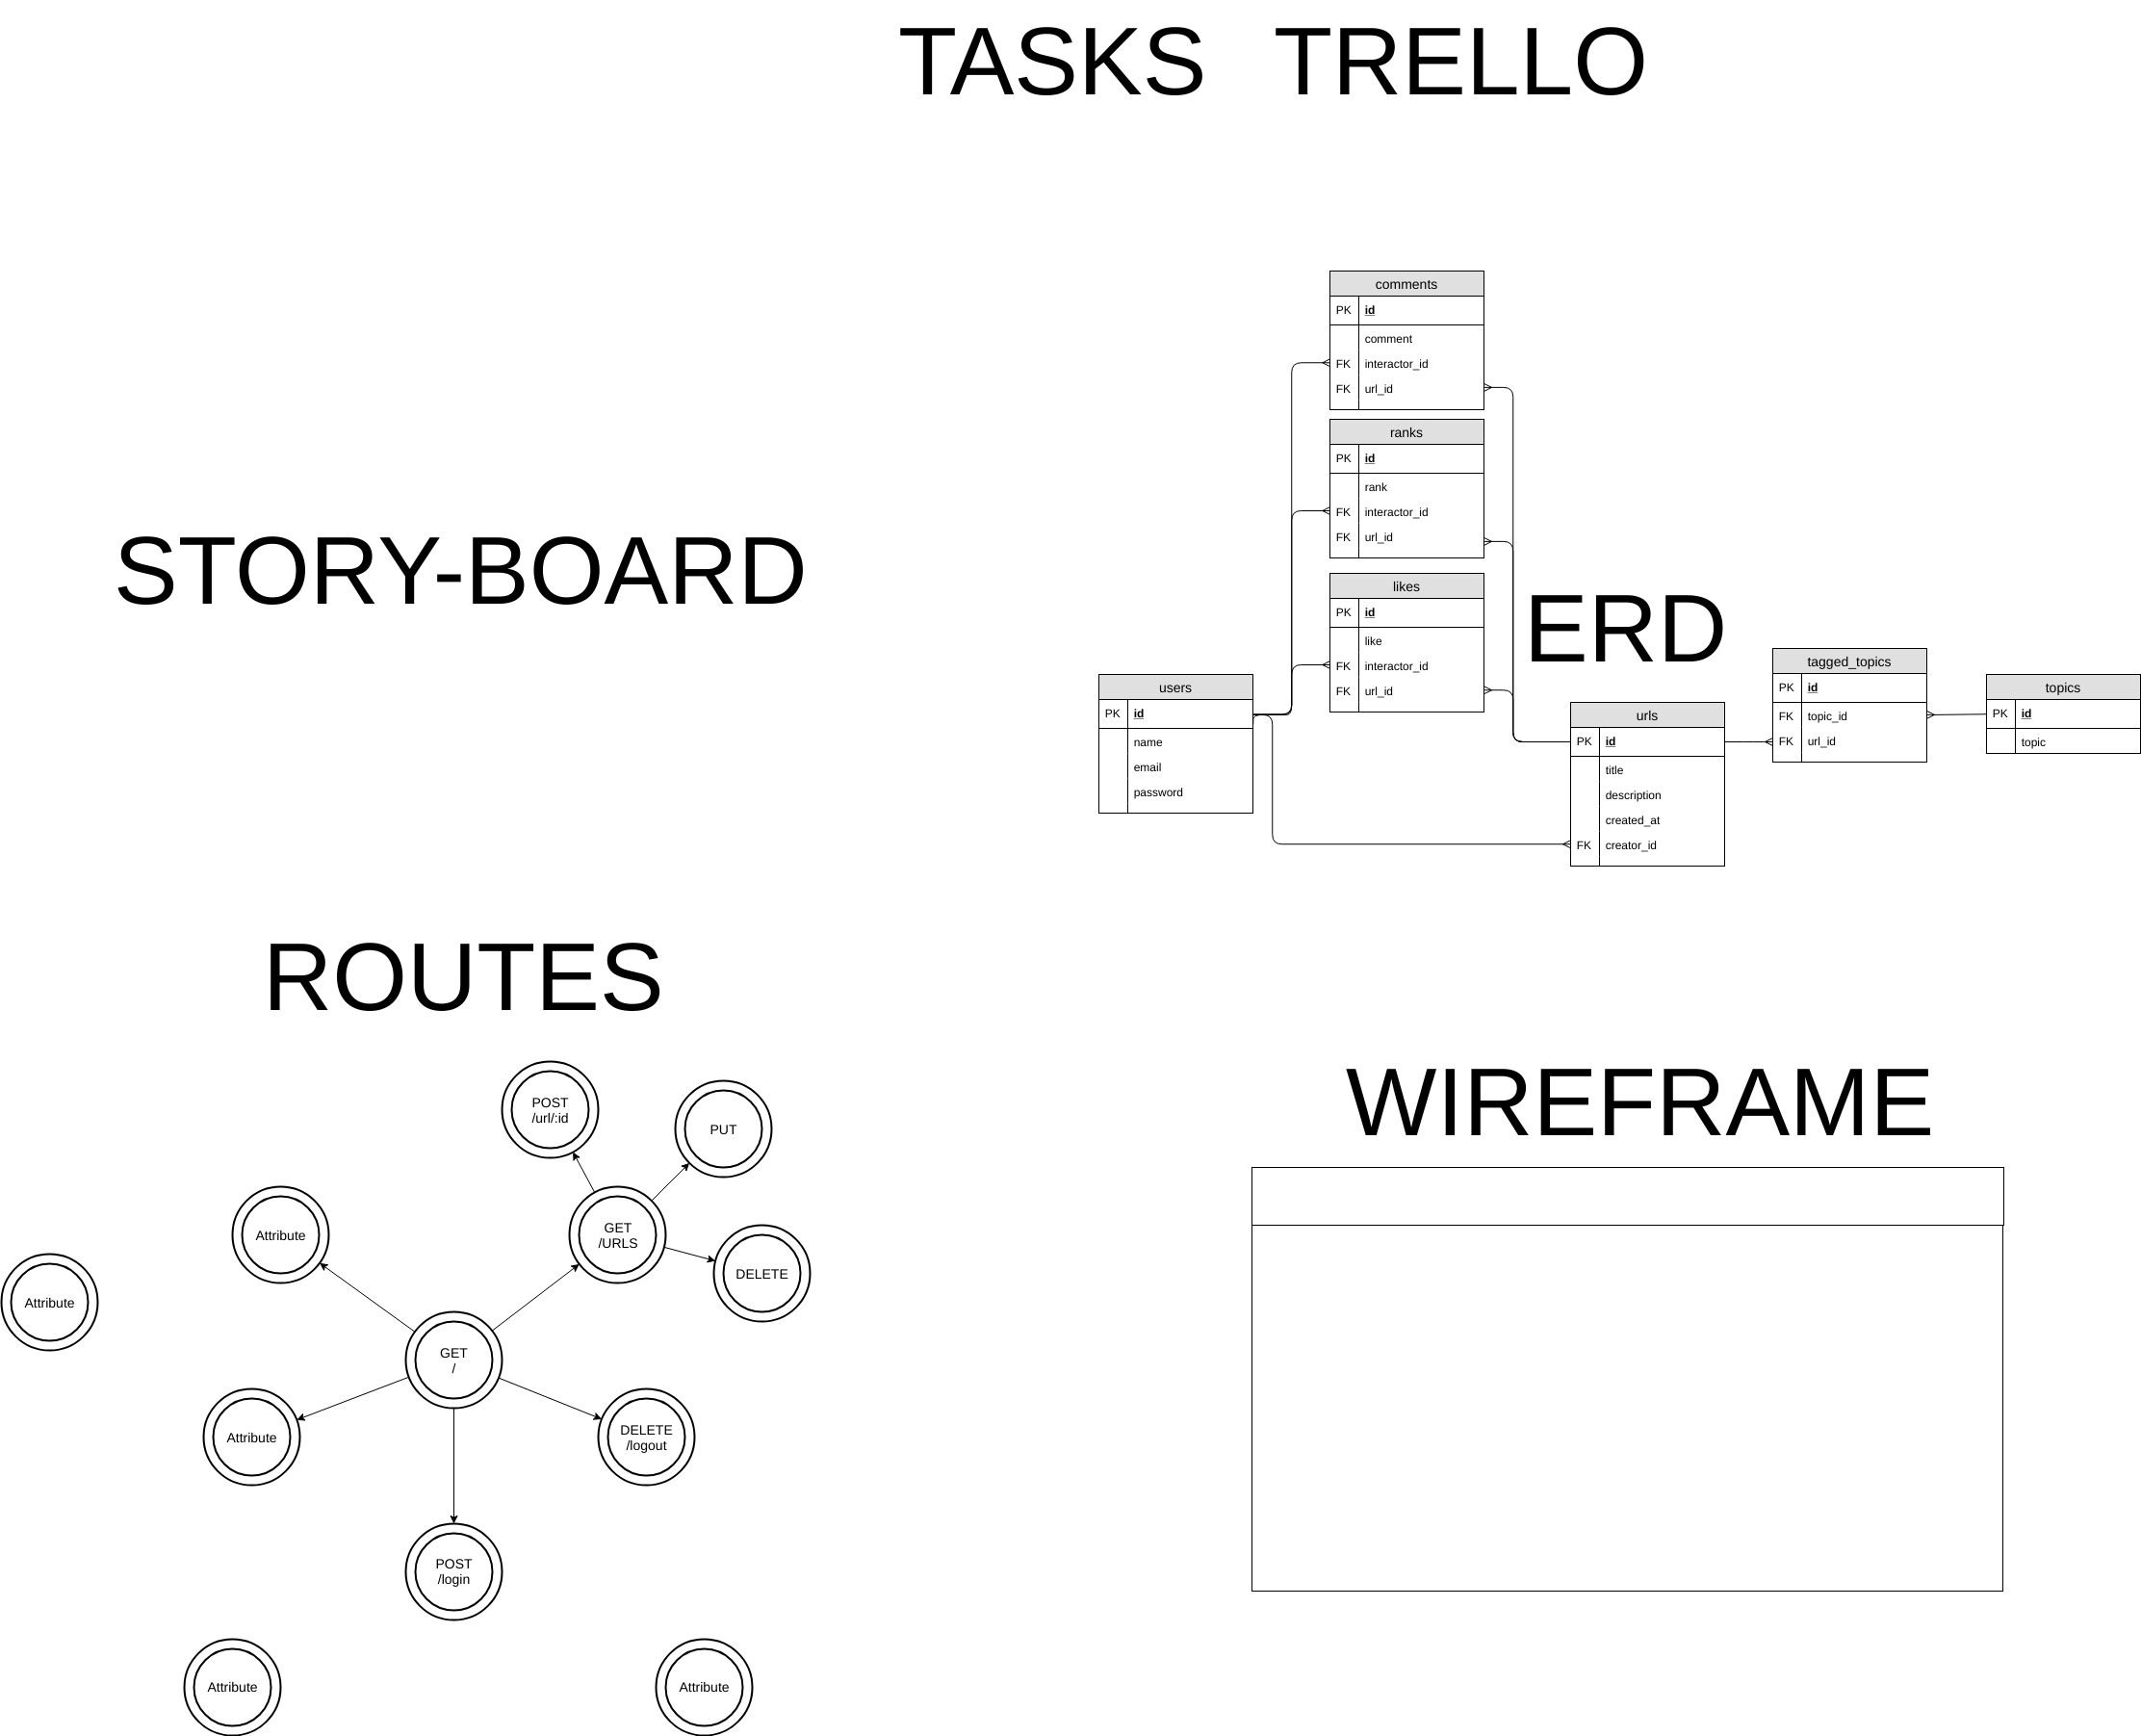 TASKS TRELLO
STORY-BOARD
ERD
comments
PK id
comment
FK interactor_id
FK url_id
ranks
PK id
rank
FK interactor_id
FK url_id
likes
PK id
like
FK interactor_id
FK url_id
users
PK id
name
email
password
urls
PK id
title
description
created_at
FK creator_id
tagged_topics
PK id
FK topic_id
FK url_id
topics
PK id
topic
ROUTES
POST
/url/:id
PUT
GET
/URLS
DELETE
Attribute
Attribute
GET
/
Attribute
DELETE
/logout
POST
/login
Attribute
Attribute
WIREFRAME